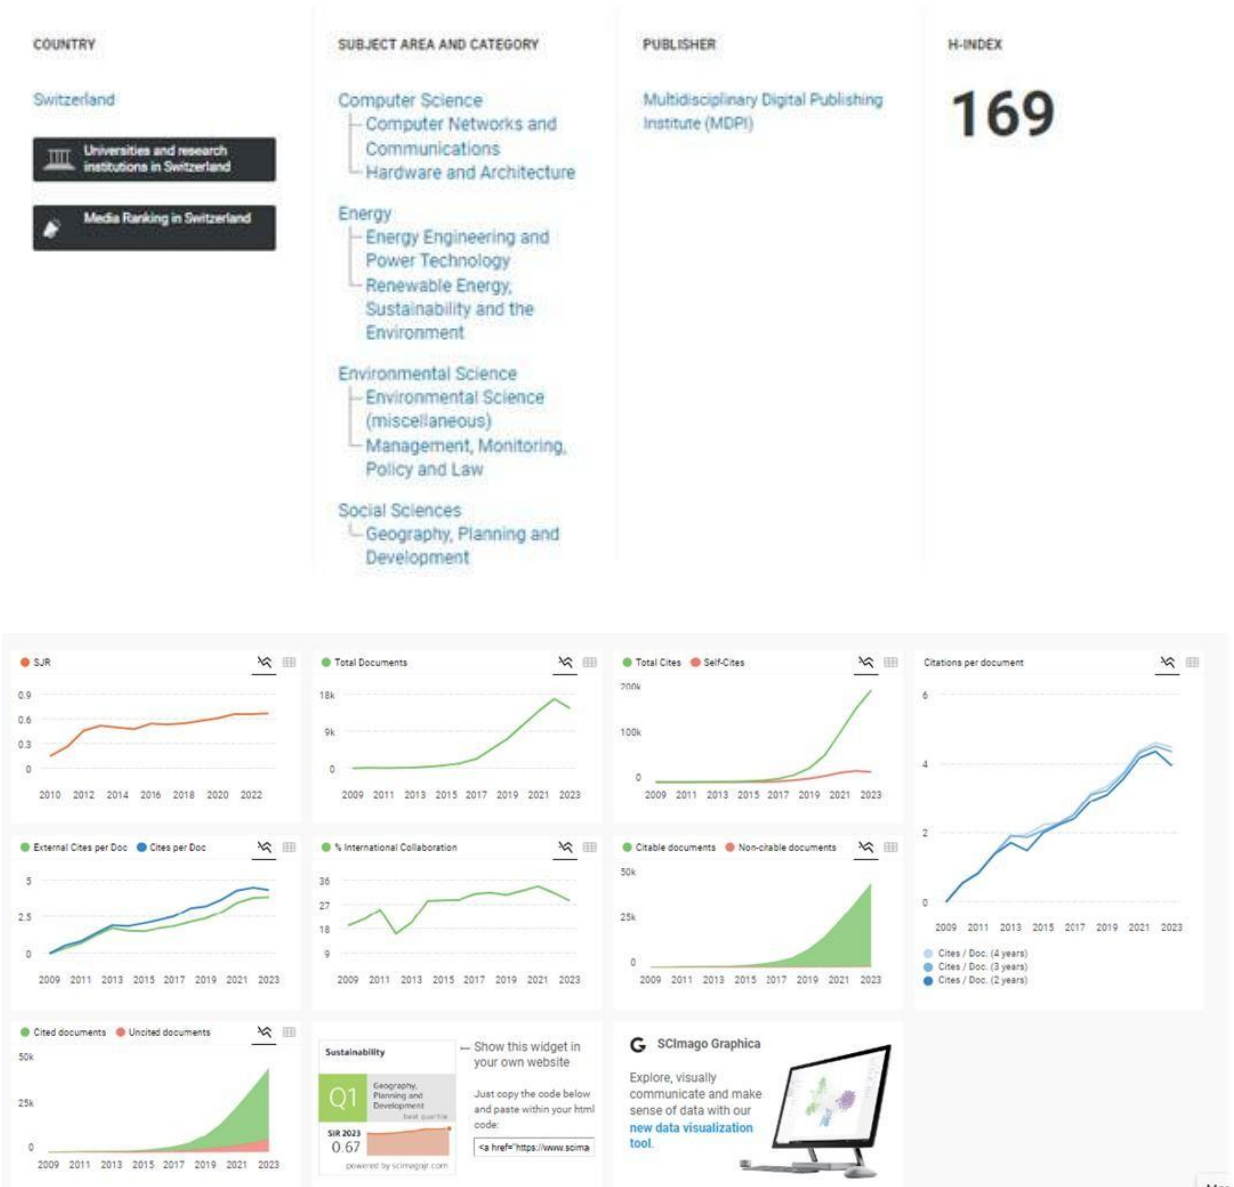 COUNTRY
Switzerland
Universities and research
institutions in Switzerland
Media Ranking in Switzerland
SUBJECT AREA AND CATEGORY
Computer Science
Computer Networks and
Communications
Hardware and Architecture
Energy
Energy Engineering and
Power Technology
Renewable Energy,
Sustainability and the
Environment
Environmental Science
Environmental Science
(miscellaneous)
Management, Monitoring,
Policy and Law
Social Sciences
Geography, Planning and
Development
PUBLISHER
Multidisciplinary Digital Publishing
Institute (MDPI)
H-INDEX
169
SJR
0.9
0.6
0.3
0
2010 2012 2014 2016 2018 2020 2022
Total Documents
18k
9k
0
2009 2011 2013 2015 2017 2019 2021 2023
Total Cites Self-Cites
200k
100k
0
2009 2011 2013 2015 2017 2019 2021 2023
Citations per document
6
4
2
0
2009 2011 2013 2015 2017 2019 2021 2023
Cites / Doc. (4 years)
Cites / Doc. (3 years)
Cites / Doc. (2 years)
External Cites per Doc Cites per Doc
5
2.5
0
2009 2011 2013 2015 2017 2019 2021 2023
% International Collaboration
36
27
18
9
2009 2011 2013 2015 2017 2019 2021 2023
Citable documents Non-citable documents
50k
25k
0
2009 2011 2013 2015 2017 2019 2021 2023
Cited documents Uncited documents
50k
25k
0
2009 2011 2013 2015 2017 2019 2021 2023
Sustainability
Q1
Geography,
Planning and
Development
best quartile
SJR 2023
0.67
powered by scimagojr.com
← Show this widget in
your own website
Just copy the code below
and paste within your html
code:
<a href="https://www.scima
SCImago Graphica
Explore, visually
communicate and make
sense of data with our
new data visualization
tool.